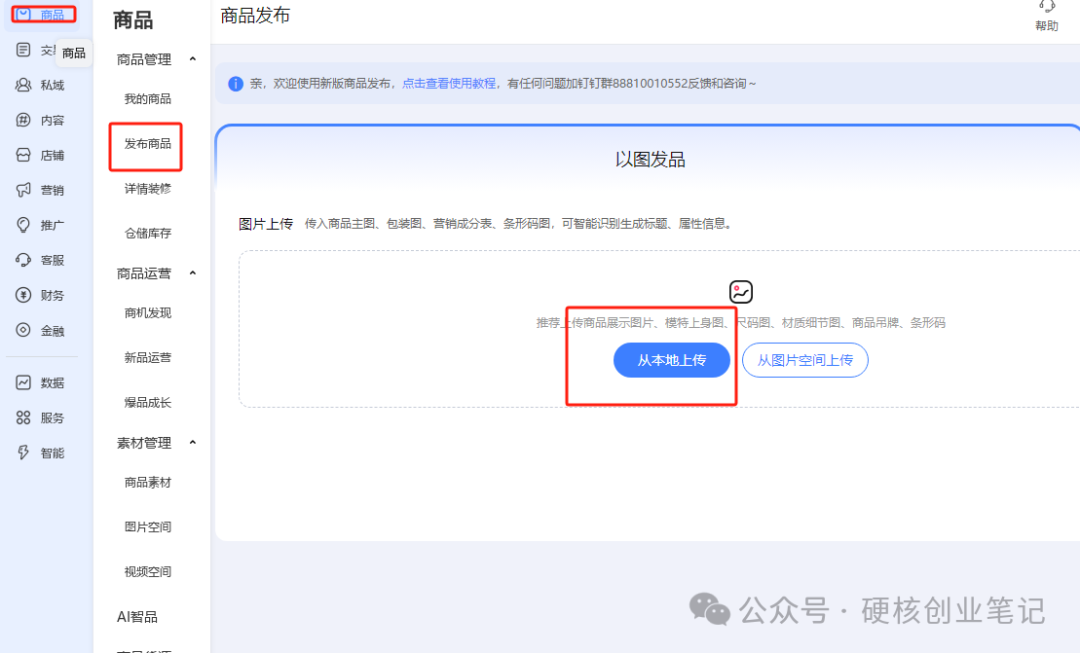 商品
交易
商品
私域
内容
店铺
营销
推广
客服
财务
金融
数据
服务
智能
商品
商品管理
我的商品
发布商品
详情装修
仓储库存
商品运营
商机发现
新品运营
爆品成长
素材管理
商品素材
图片空间
视频空间
AI智品
商品发布
帮助
亲，欢迎使用新版商品发布，点击查看使用教程，有任何问题加钉钉群88810010552反馈和咨询～
以图发品
图片上传 传入商品主图、包装图、营销成分表、条形码图，可智能识别生成标题、属性信息。
推荐上传商品展示图片、模特上身图、尺码图、材质细节图、商品吊牌、条形码
从本地上传 从图片空间上传
公众号 · 硬核创业笔记